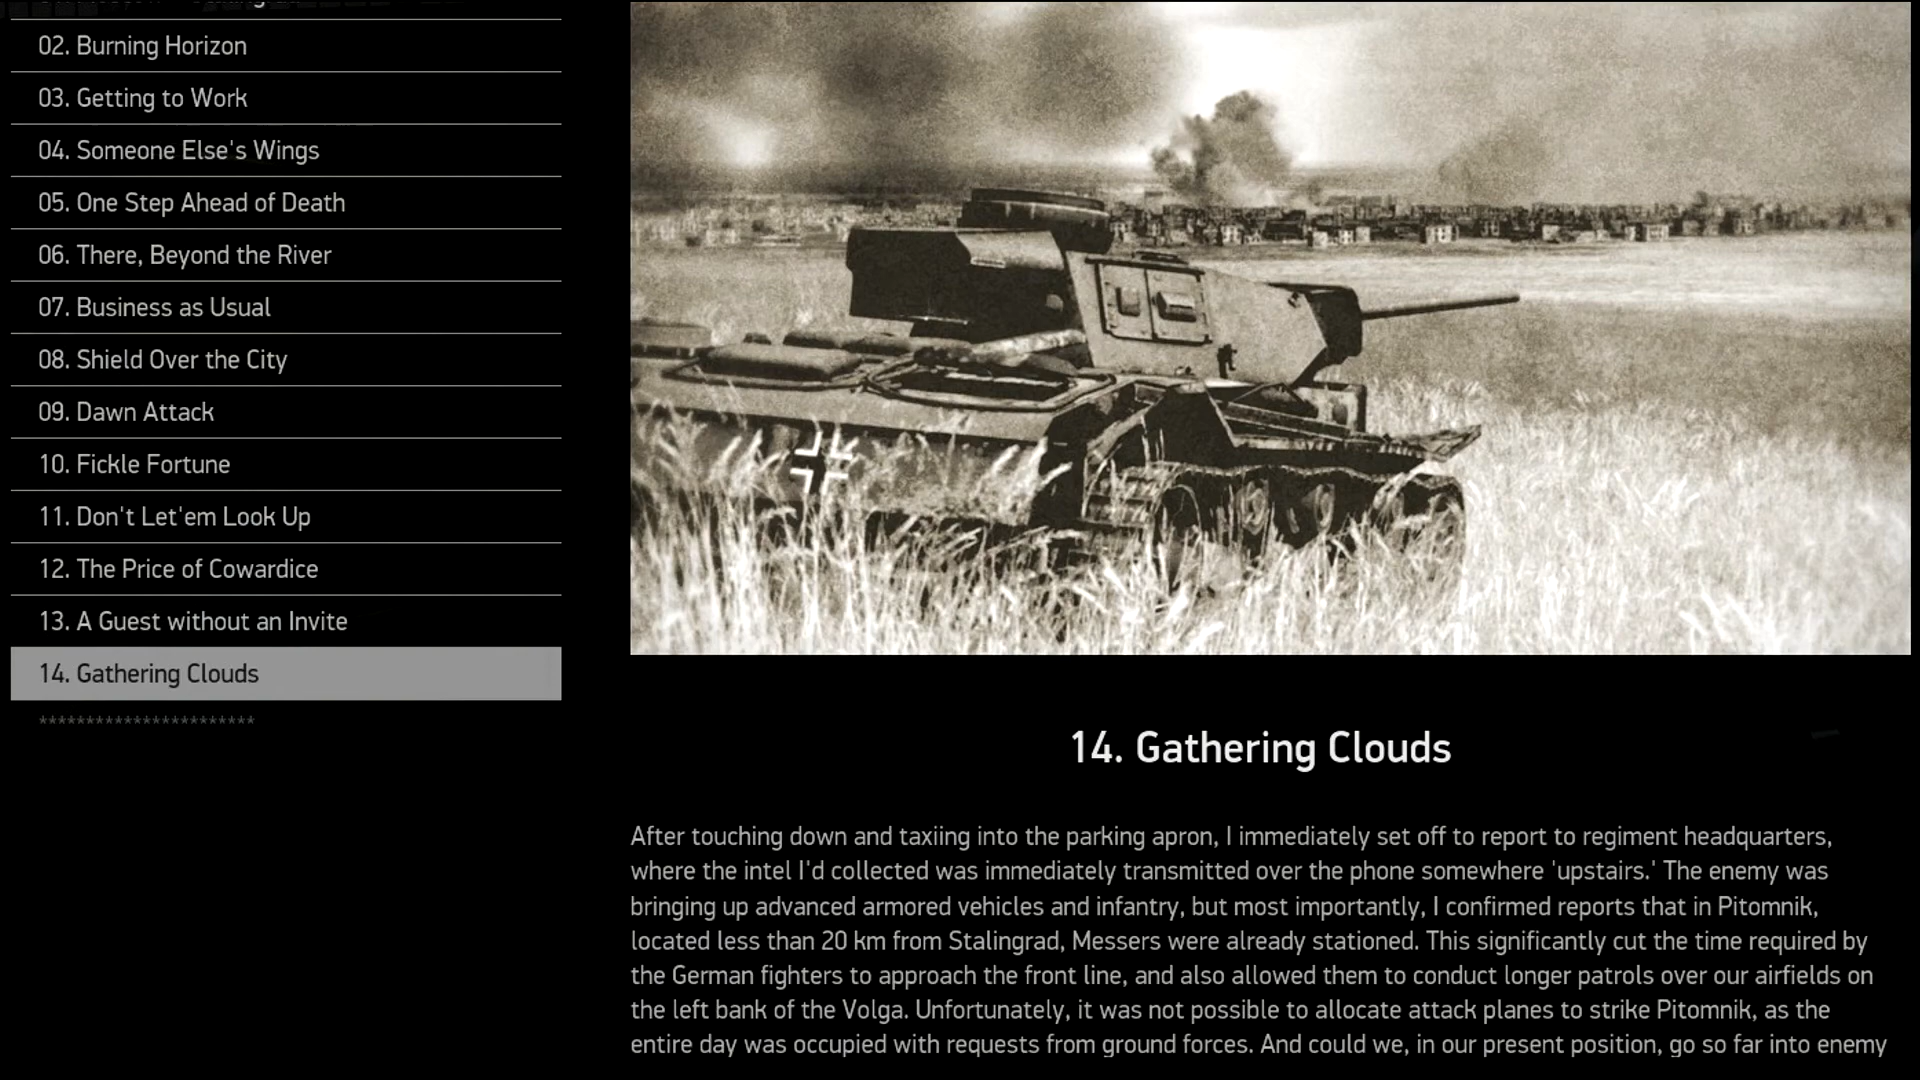 02. Burning Horizon
03. Getting to Work
04. Someone Else's Wings
05. One Step Ahead of Death
06. There, Beyond the River
07. Business as Usual
08. Shield Over the City
09. Dawn Attack
10. Fickle Fortune
11. Don't Let'em Look Up
12. The Price of Cowardice
13. A Guest without an Invite
14. Gathering Clouds
***********************
14. Gathering Clouds
After touching down and taxiing into the parking apron, I immediately set off to report to regiment headquarters,
where the intel I'd collected was immediately transmitted over the phone somewhere 'upstairs.' The enemy was
bringing up advanced armored vehicles and infantry, but most importantly, I confirmed reports that in Pitomnik,
located less than 20 km from Stalingrad, Messers were already stationed. This significantly cut the time required by
the German fighters to approach the front line, and also allowed them to conduct longer patrols over our airfields on
the left bank of the Volga. Unfortunately, it was not possible to allocate attack planes to strike Pitomnik, as the
entire day was occupied with requests from ground forces. And could we, in our present position, go so far into enemy